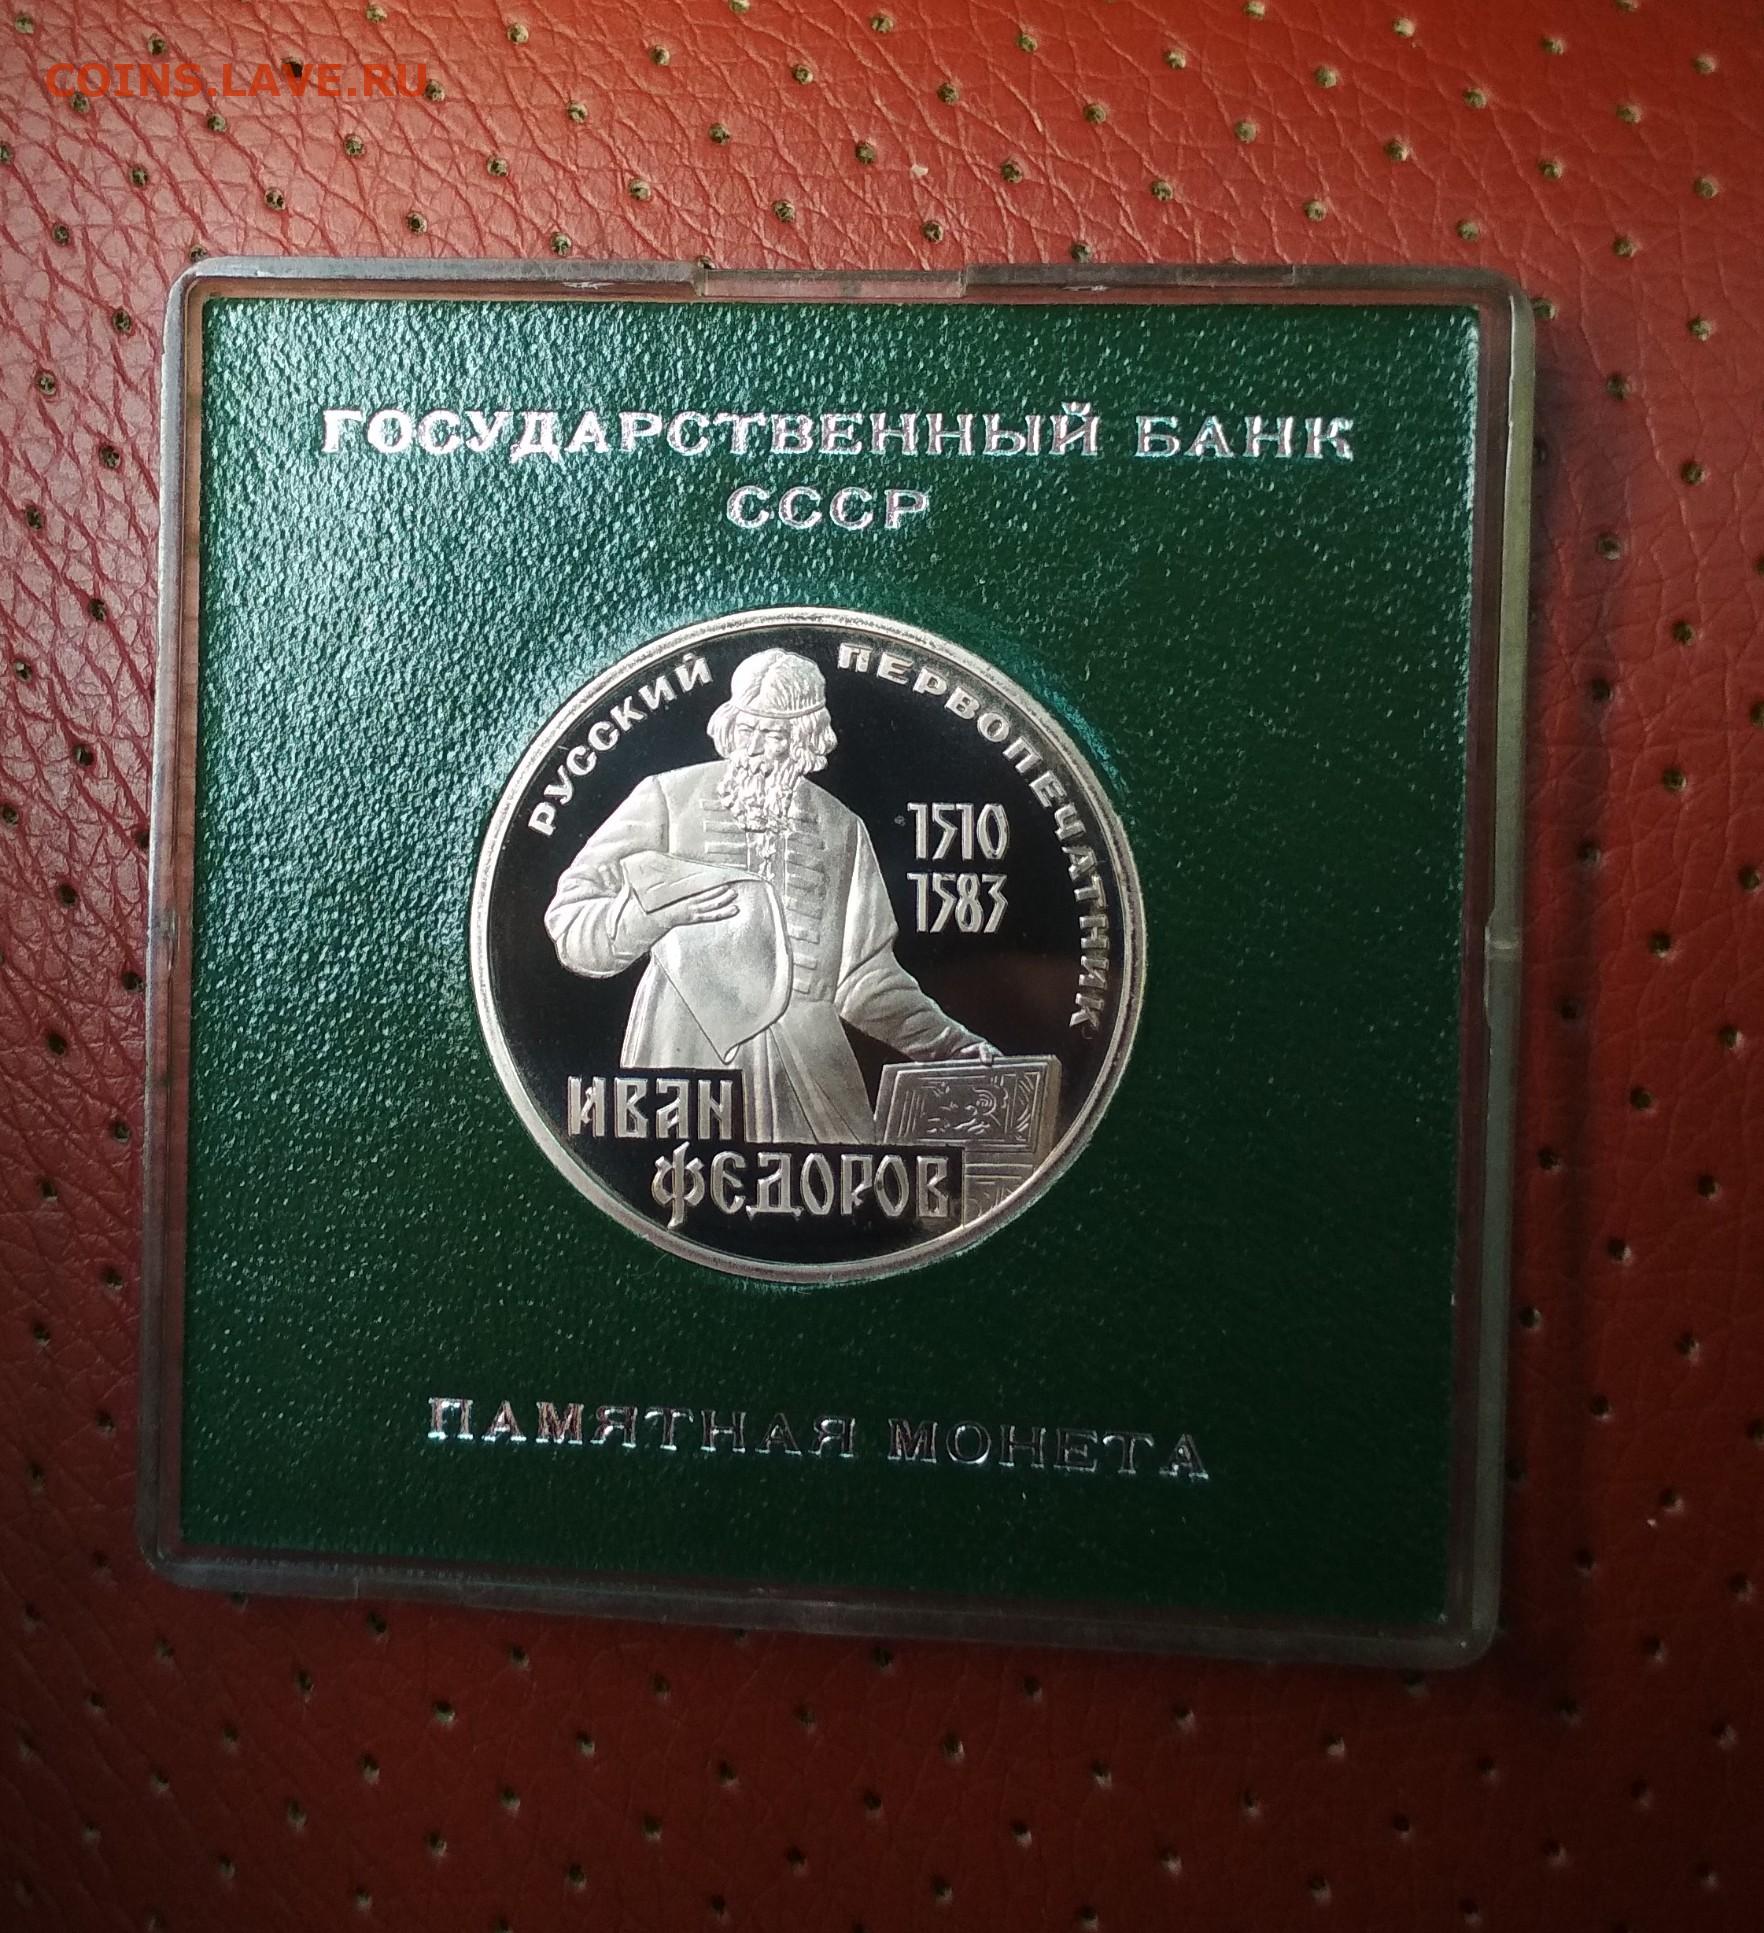 COINS.LAVE.RU
ГОСУДАРСТВЕННЫЙ БАНК
СССР
РУССКИЙ ПЕРВОПЕЧАТНИК
1510
1583
ИВАН
ФЕДОРОВ
ПАМЯТНАЯ МОНЕТА